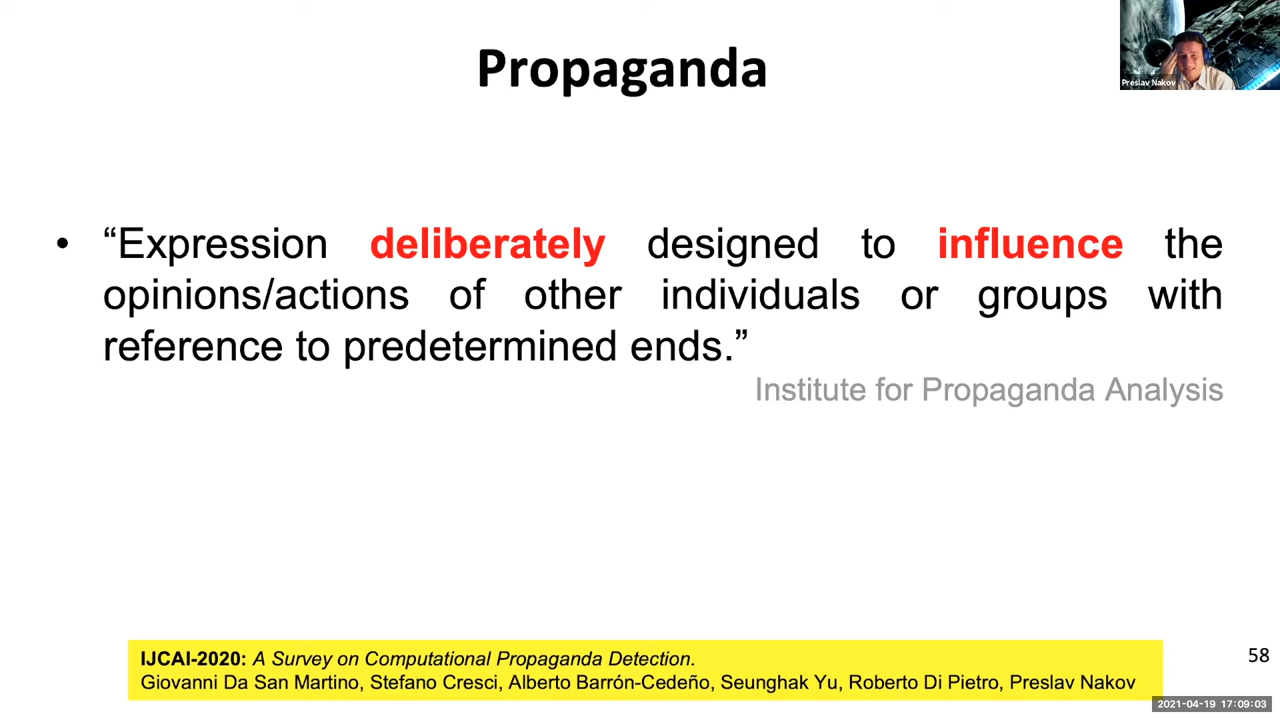 Propaganda
Preslav Nakov
• “Expression deliberately designed to influence the
opinions/actions of other individuals or groups with
reference to predetermined ends.”
Institute for Propaganda Analysis
IJCAI-2020: A Survey on Computational Propaganda Detection.
Giovanni Da San Martino, Stefano Cresci, Alberto Barrón-Cedeño, Seunghak Yu, Roberto Di Pietro, Preslav Nakov
58
2021-04-19 17:09:03